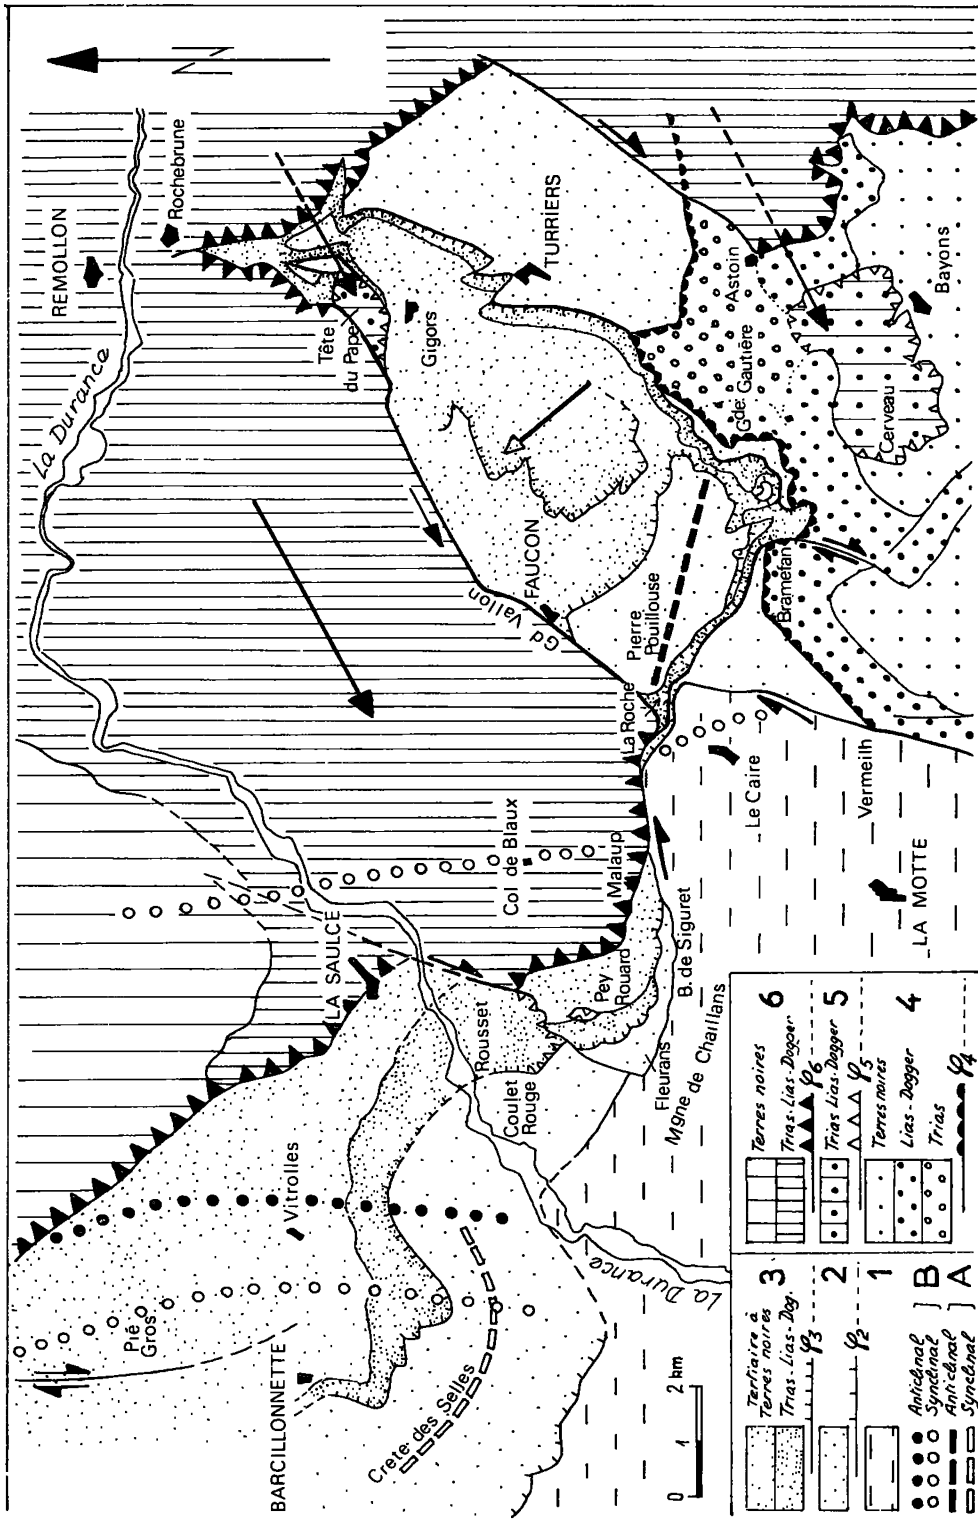 N
REMOLLON
Rochebrune
La Durance
Tête
du Pape
Gigors
TURRIERS
FAUCON
Gd Vallon
Astoin
Gde Gautière
Bayons
Cerveau
Pierre
Pouillouse
Bramefan
La Roche
Le Caire
Vermeilh
LA MOTTE
Col de Blaux
Malaup
B. de Siguret
LA SAULCE
Pey
Rouard
Rousset
Coulet
Rouge
Fleurans
Mgne de Chaillans
Vitrolles
Pié
Gros
BARCILLONNETTE
Crête des Selles
La Durance
0 1 2 km
Tertiaire à
Terres noires
Trias-Lias-Dog.
3
φ3
2
φ2
1
Anticlinal
Synclinal
B
Anticlinal
Synclinal
A
Terres noires
Trias-Lias-Dogger
6
φ6
Trias Lias-Dogger
5
φ5
Terres noires
Lias-Dogger
Trias
4
φ4